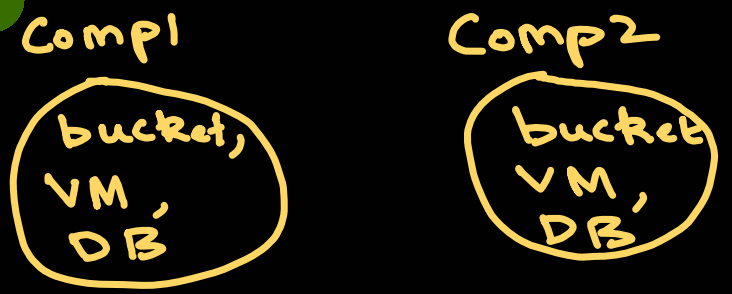 Comp1
bucket,
VM,
DB
Comp2
bucket
VM,
DB